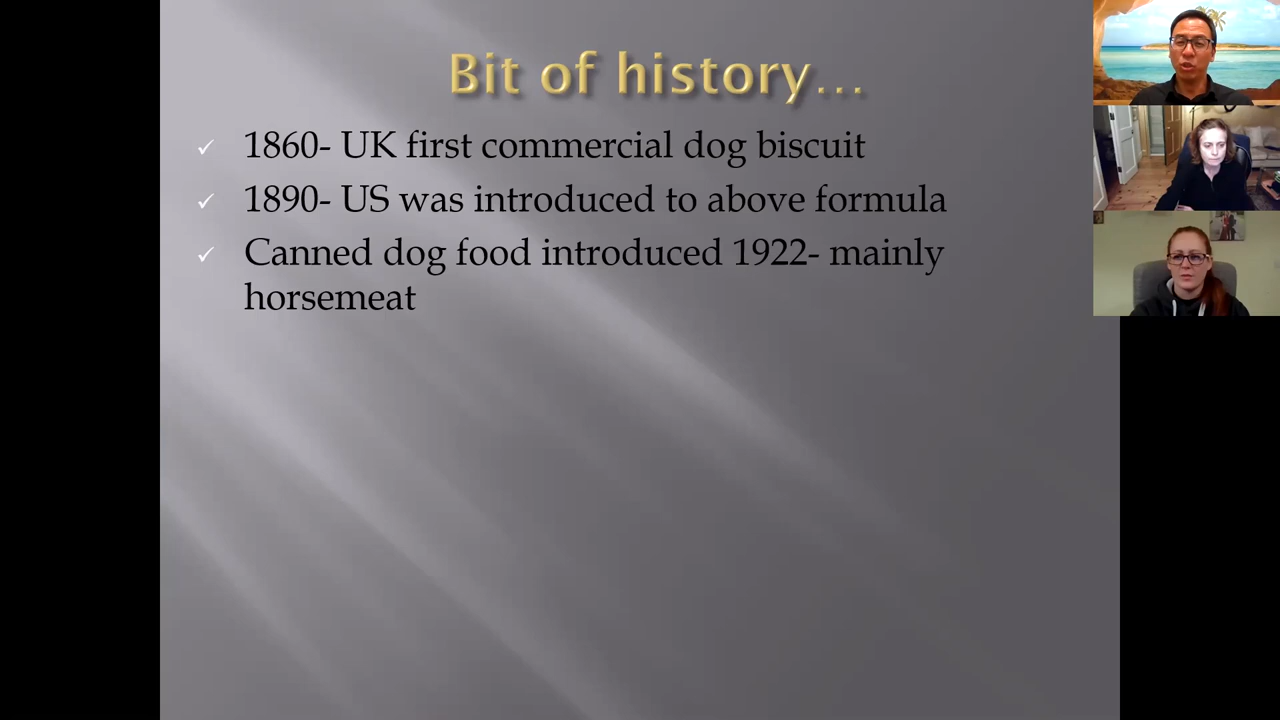 Bit of history...
1860- UK first commercial dog biscuit
1890- US was introduced to above formula
Canned dog food introduced 1922- mainly
horsemeat